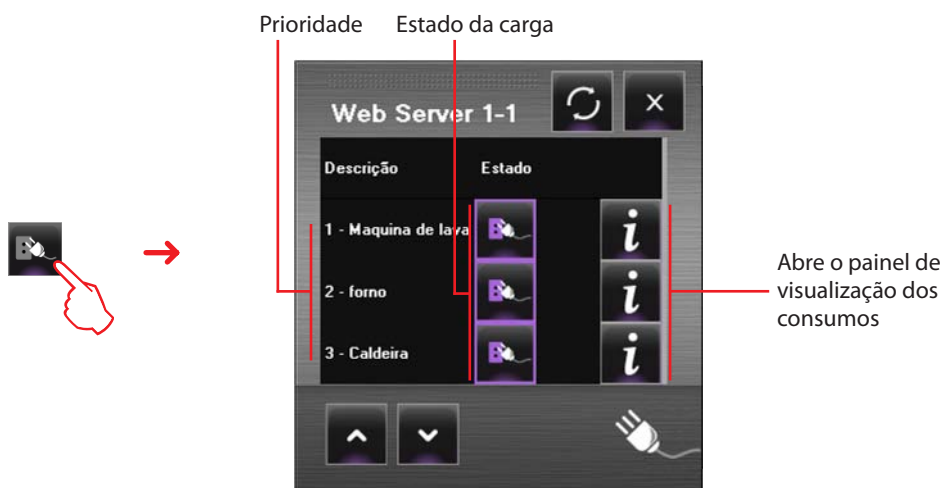 Prioridade Estado da carga
Web Server 1-1
X
Descrição Estado
1 - Maquina de lava
i
2 - forno
i
3 - Caldeira
i
Abre o painel de
visualização dos
consumos